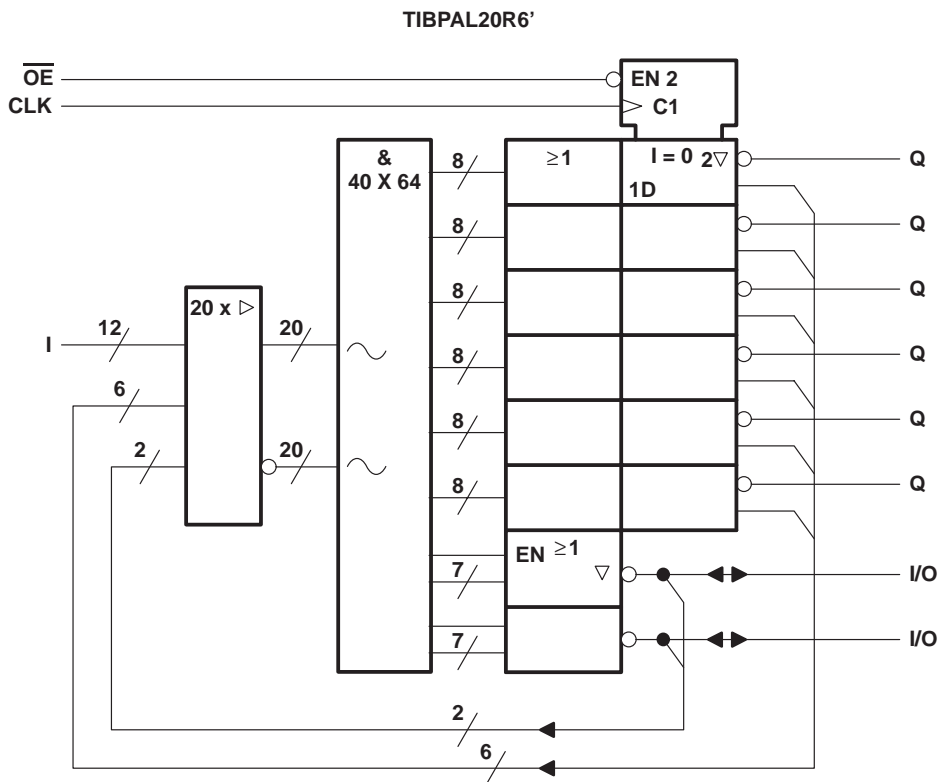 TIBPAL20R6’
OE
EN 2
CLK
C1
&
40 X 64
8
≥1
I = 0 2▽
1D
Q
8
Q
8
Q
20 x ▷
I
12
20
8
Q
6
8
Q
2
20
8
Q
EN ≥1
▽
7
I/O
7
I/O
2
6